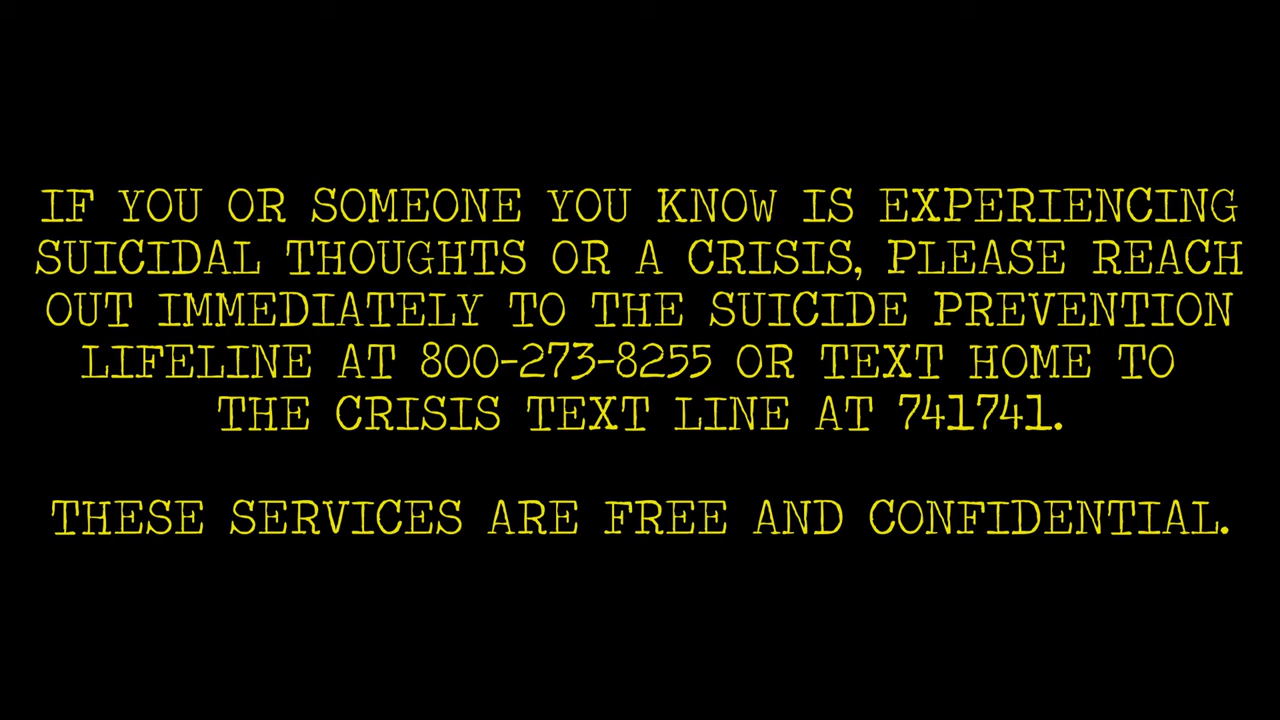 IF YOU OR SOMEONE YOU KNOW IS EXPERIENCING
SUICIDAL THOUGHTS OR A CRISIS, PLEASE REACH
OUT IMMEDIATELY TO THE SUICIDE PREVENTION
LIFELINE AT 800-273-8255 OR TEXT HOME TO
THE CRISIS TEXT LINE AT 741741.
THESE SERVICES ARE FREE AND CONFIDENTIAL.